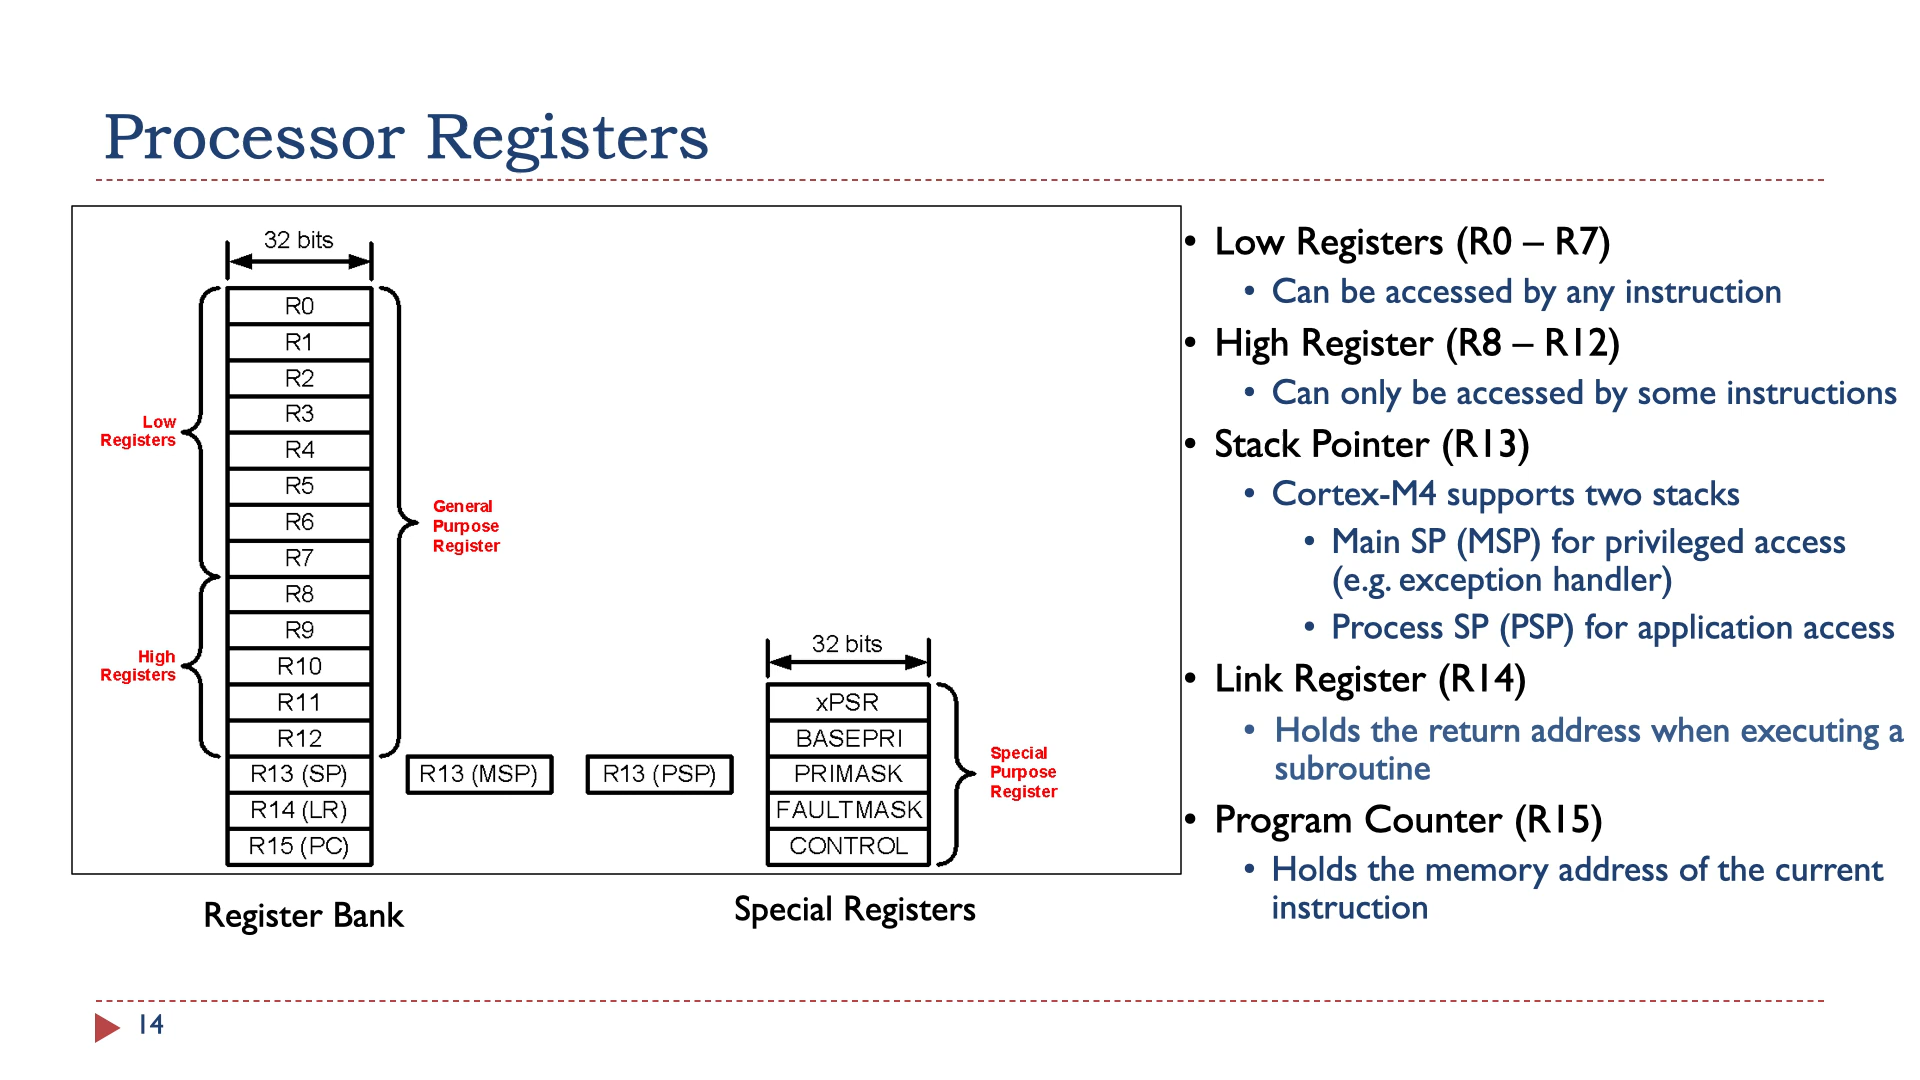 Processor Registers
32 bits
R0
R1
R2
R3
R4
R5
R6
R7
R8
R9
R10
R11
R12
R13 (SP)
R14 (LR)
R15 (PC)
Low
Registers
High
Registers
General
Purpose
Register
R13 (MSP)
R13 (PSP)
32 bits
xPSR
BASEPRI
PRIMASK
FAULTMASK
CONTROL
Special
Purpose
Register
Register Bank
Special Registers
• Low Registers (R0 – R7)
• Can be accessed by any instruction
• High Register (R8 – R12)
• Can only be accessed by some instructions
• Stack Pointer (R13)
• Cortex-M4 supports two stacks
• Main SP (MSP) for privileged access
(e.g. exception handler)
• Process SP (PSP) for application access
• Link Register (R14)
• Holds the return address when executing a
subroutine
• Program Counter (R15)
• Holds the memory address of the current
instruction
14